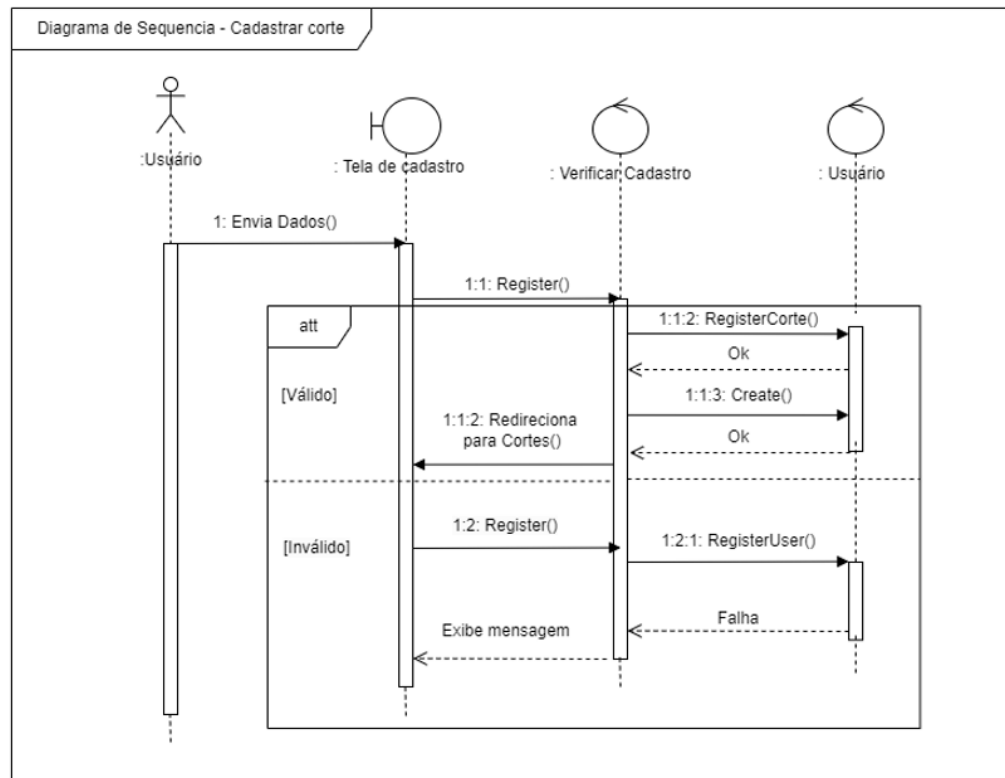 Diagrama de Sequencia - Cadastrar corte
:Usuário
: Tela de cadastro
: Verificar Cadastro
: Usuário
1: Envia Dados()
1:1: Register()
att
1:1:2: RegisterCorte()
Ok
[Válido]
1:1:3: Create()
1:1:2: Redireciona
para Cortes()
Ok
1:2: Register()
[Inválido]
1:2:1: RegisterUser()
Falha
Exibe mensagem